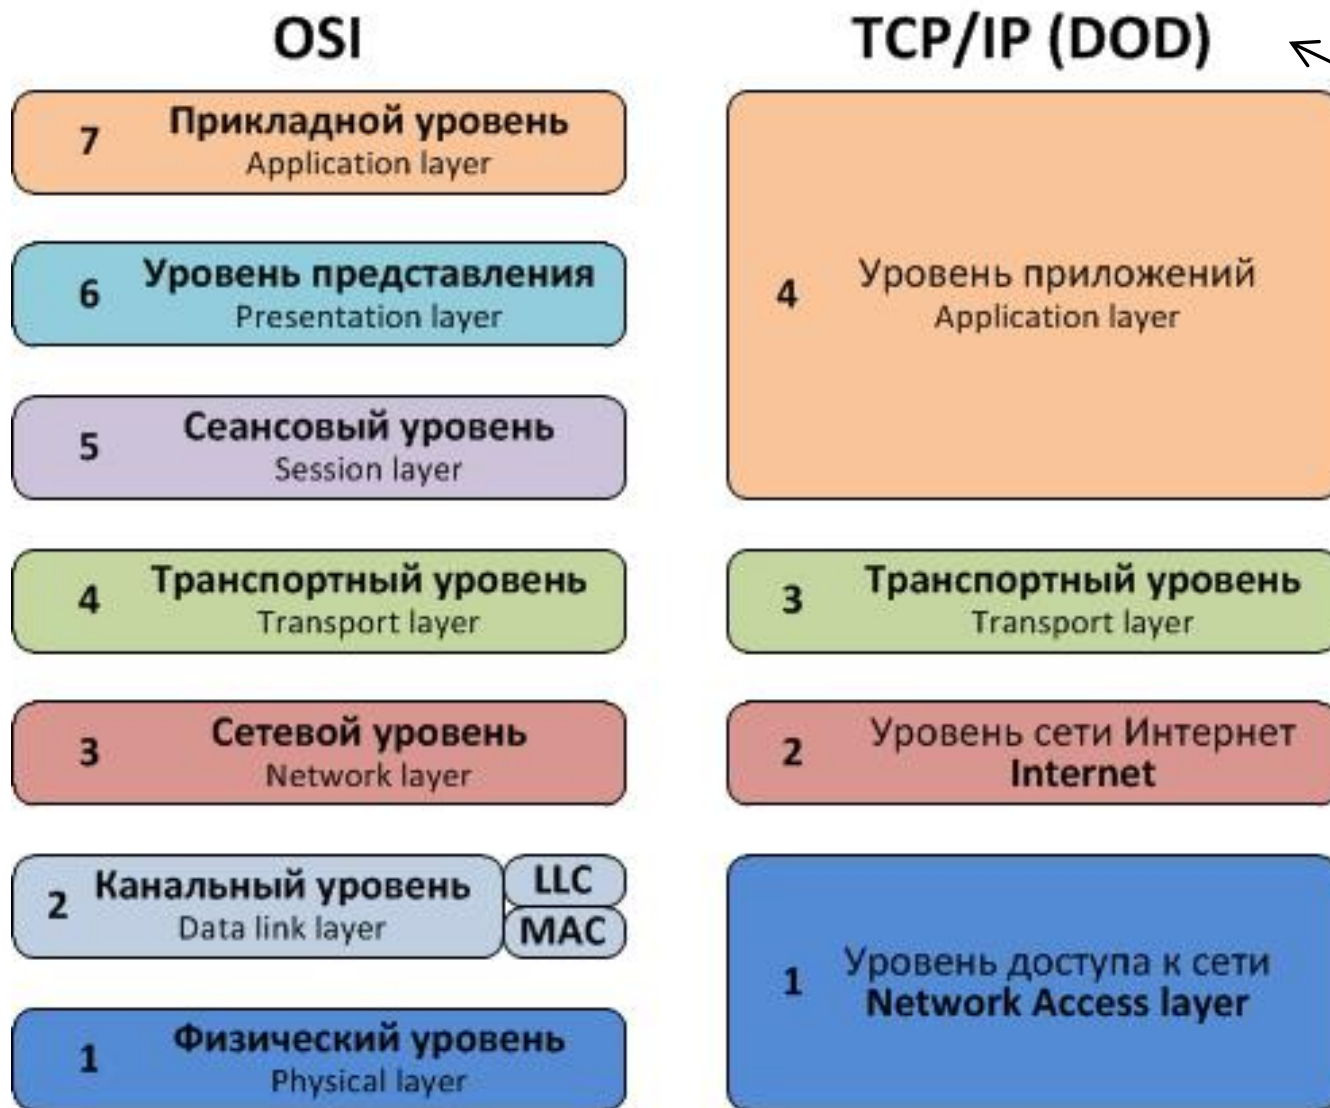 OSI
7
Прикладной уровень
Application layer
6
Уровень представления
Presentation layer
5
Сеансовый уровень
Session layer
4
Транспортный уровень
Transport layer
3
Сетевой уровень
Network layer
2
Канальный уровень
Data link layer
LLC
MAC
1
Физический уровень
Physical layer
TCP/IP (DOD)
4
Уровень приложений
Application layer
3
Транспортный уровень
Transport layer
2
Уровень сети Интернет
Internet
1
Уровень доступа к сети
Network Access layer